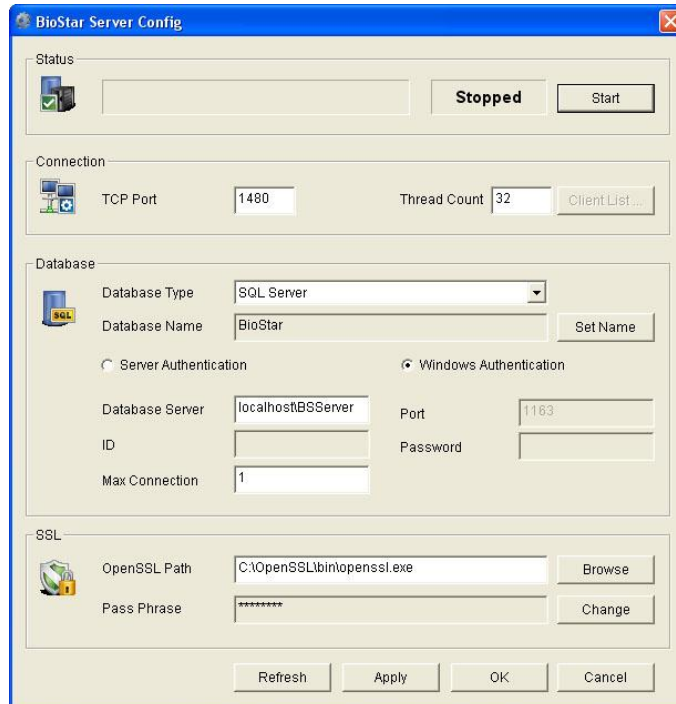 BioStar Server Config
Status
Stopped Start
Connection
TCP Port 1480 Thread Count 32 Client List ...
Database
SQL
Database Type SQL Server
Database Name BioStar Set Name
Server Authentication Windows Authentication
Database Server localhost\BSServer Port 1163
ID Password
Max Connection 1
SSL
OpenSSL Path C:\OpenSSL\bin\openssl.exe Browse
Pass Phrase ******** Change
Refresh Apply OK Cancel